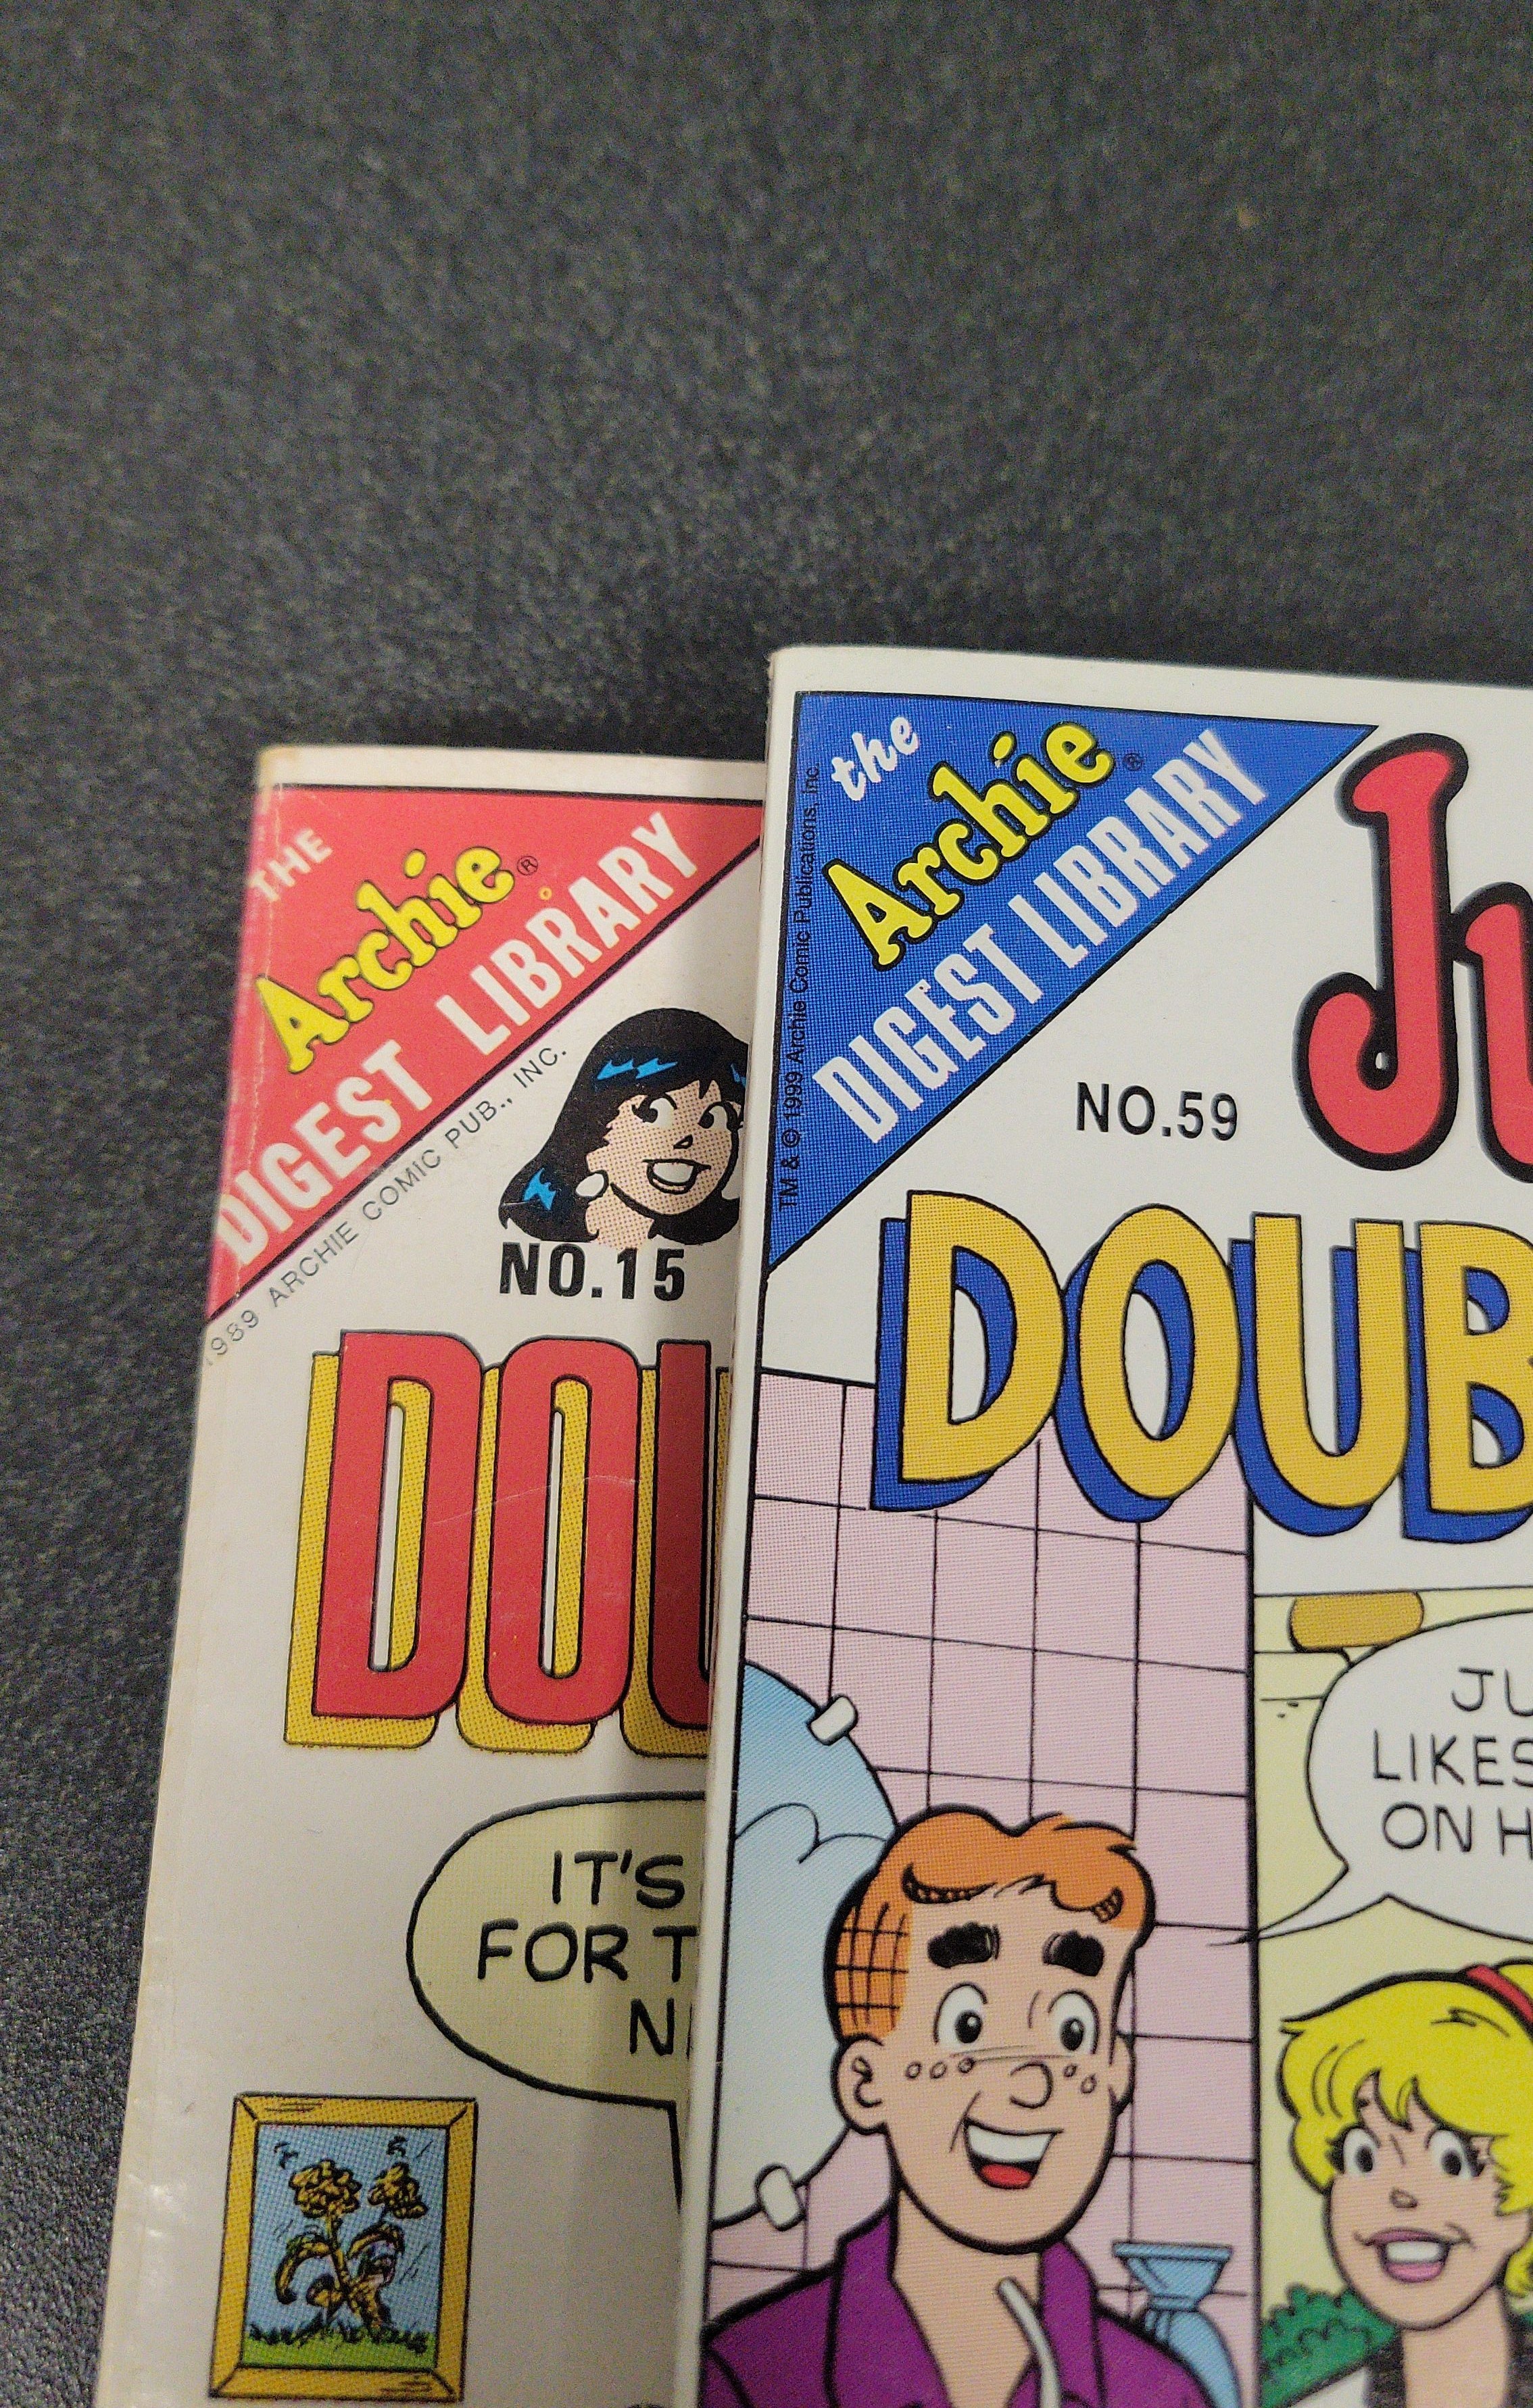 THE
Archie®
DIGEST LIBRARY
1989 ARCHIE COMIC PUB., INC.
NO.15
DOU
IT'S
FOR T
N
the
Archie®
DIGEST LIBRARY
TM & © 1999 Archie Comic Publications, Inc.
NO.59
Ju
DOUB
JU
LIKES
ON H